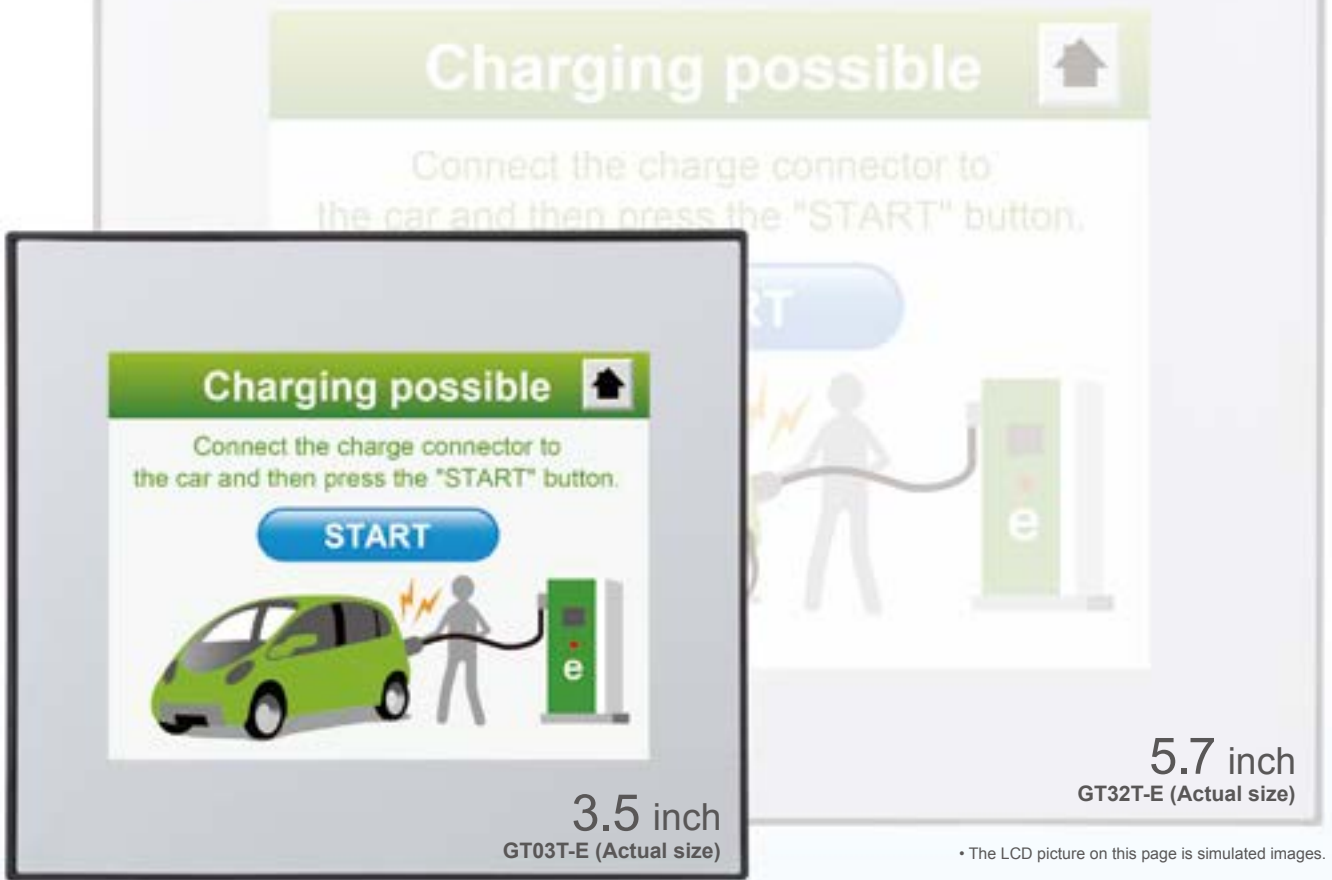 Charging possible
Connect the charge connector to
the car and then press the "START" button.
RT
e
5.7 inch
GT32T-E (Actual size)
Charging possible
Connect the charge connector to
the car and then press the "START" button.
START
e
3.5 inch
GT03T-E (Actual size)
• The LCD picture on this page is simulated images.